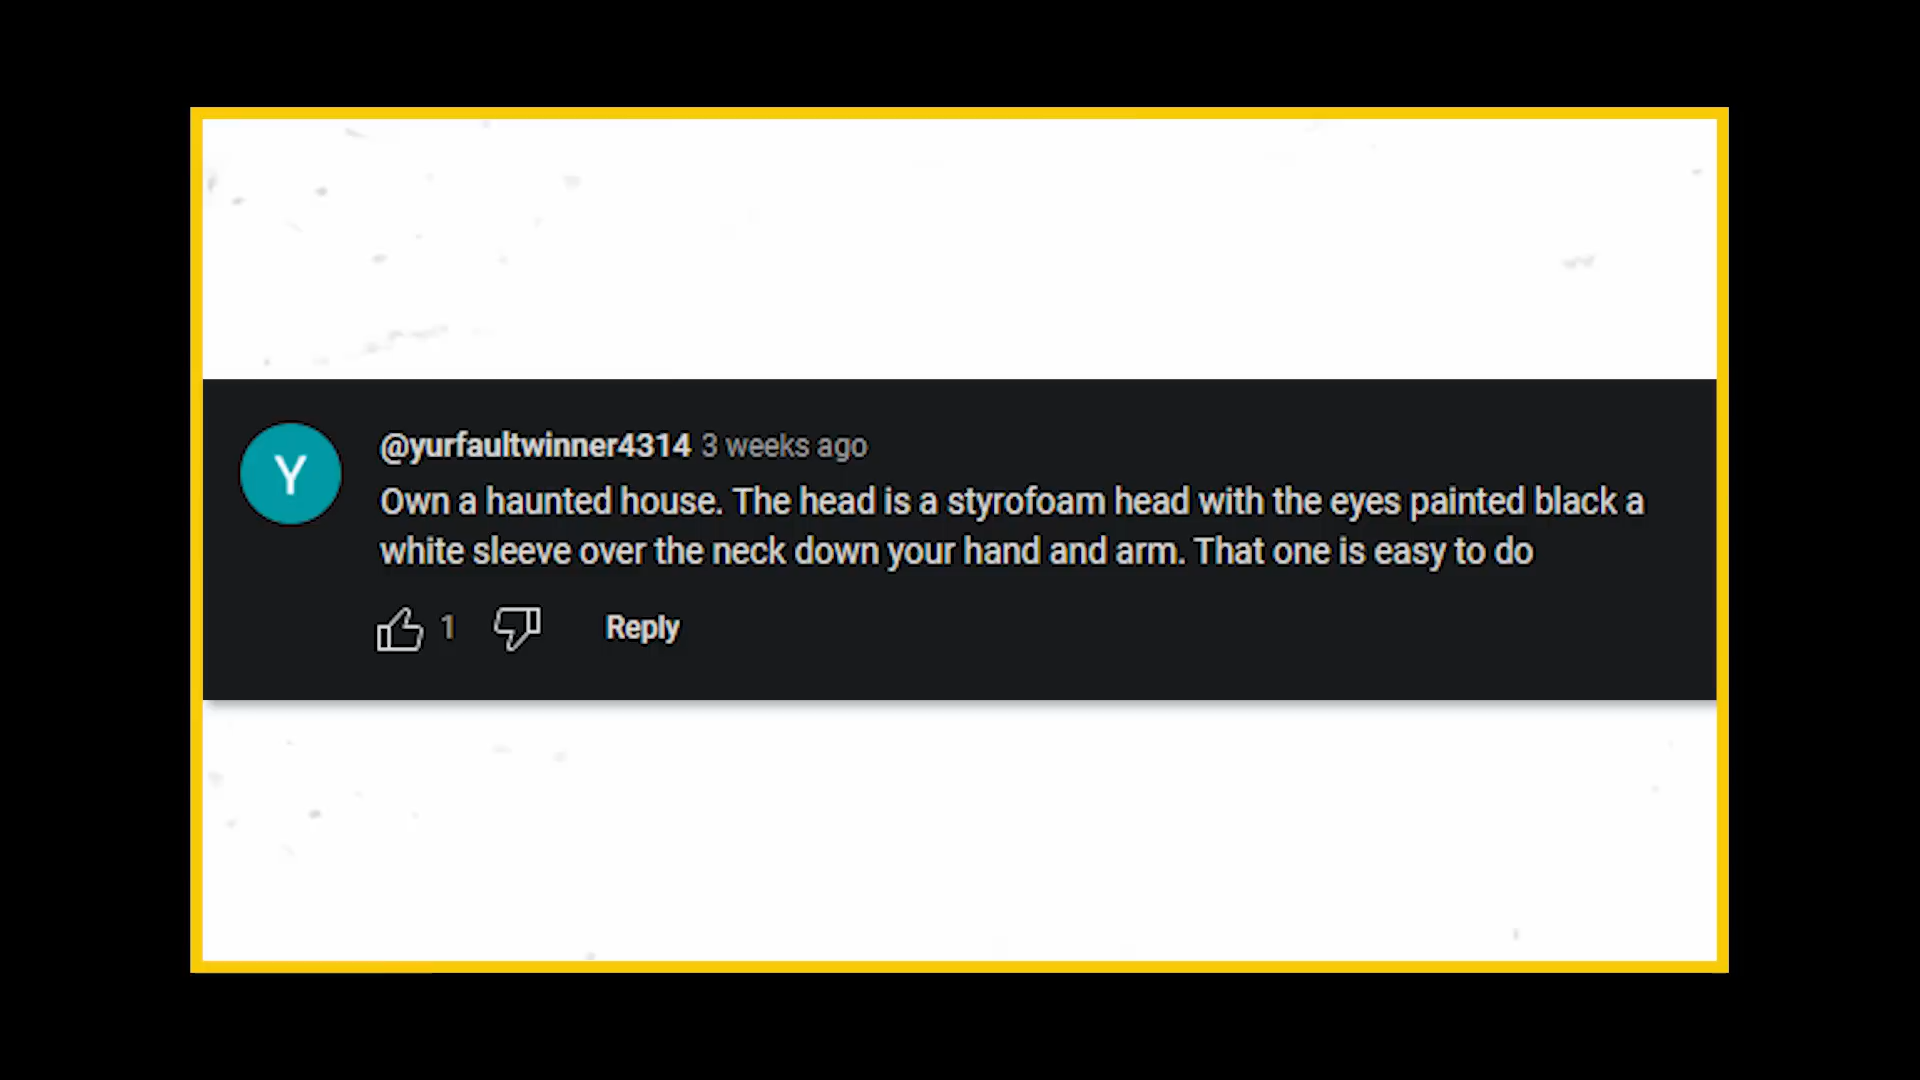 Y
@yurfaultwinner4314 3 weeks ago
Own a haunted house. The head is a styrofoam head with the eyes painted black a
white sleeve over the neck down your hand and arm. That one is easy to do
1 Reply